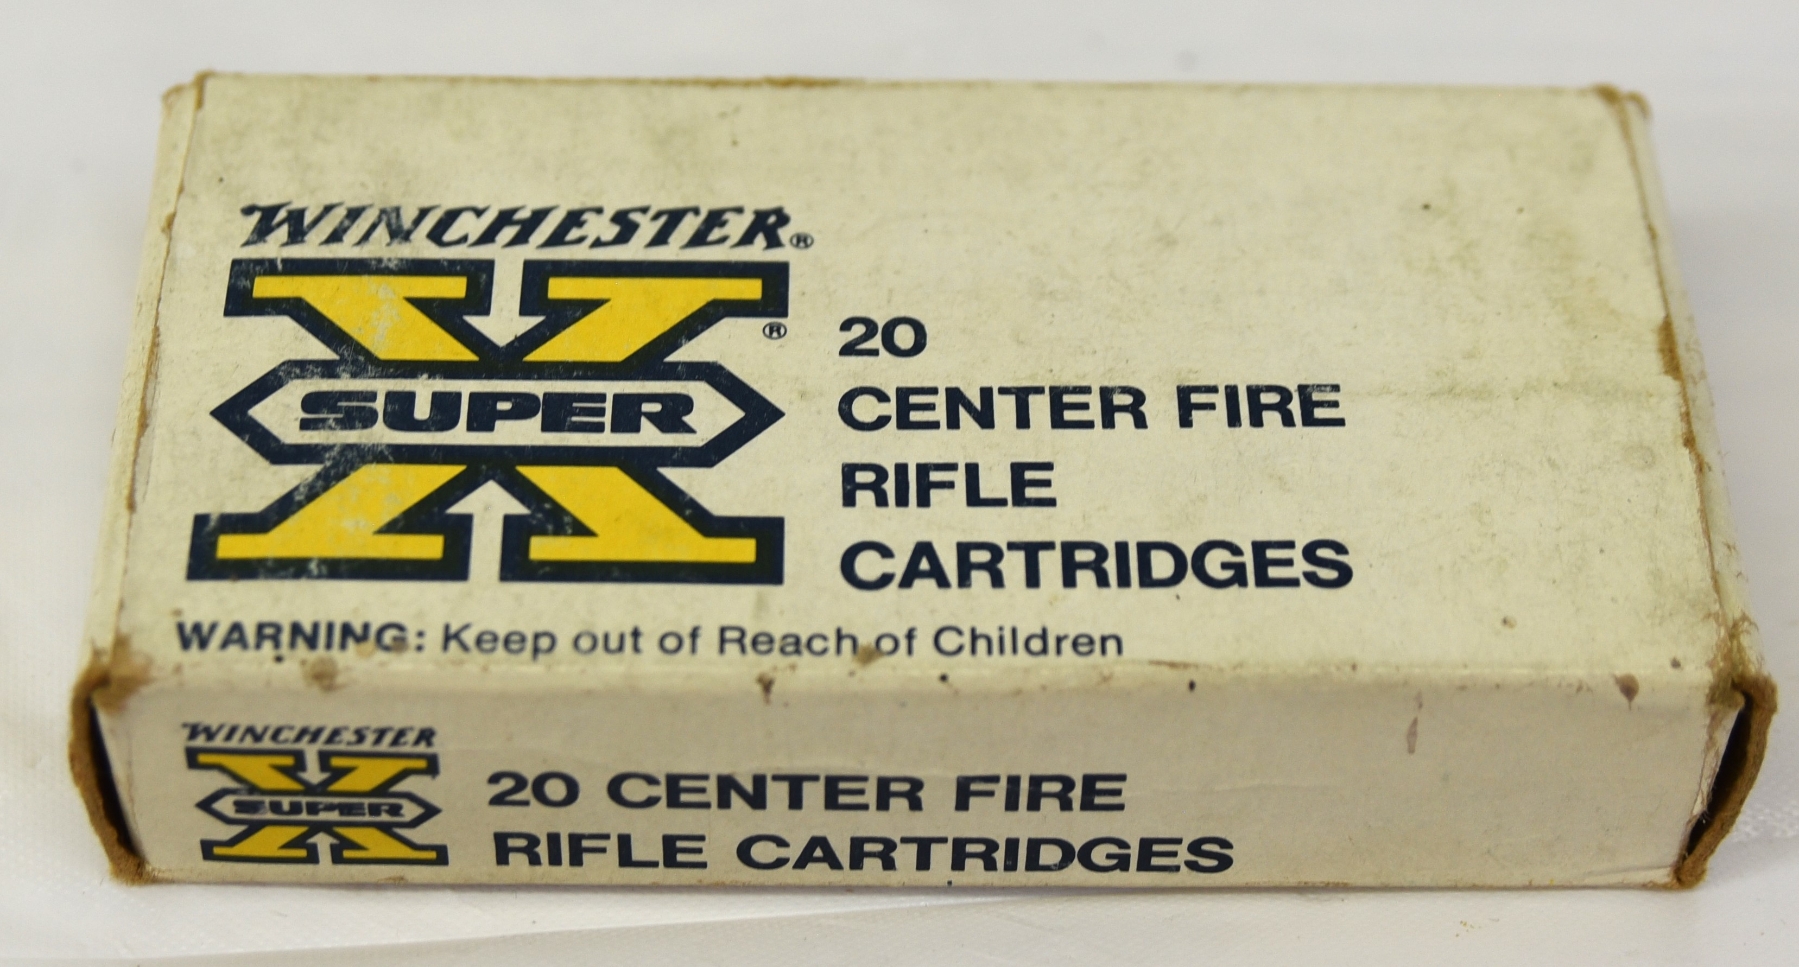 WINCHESTER®
SUPER X ®
20
CENTER FIRE
RIFLE
CARTRIDGES
WARNING: Keep out of Reach of Children
WINCHESTER
SUPER X
20 CENTER FIRE
RIFLE CARTRIDGES